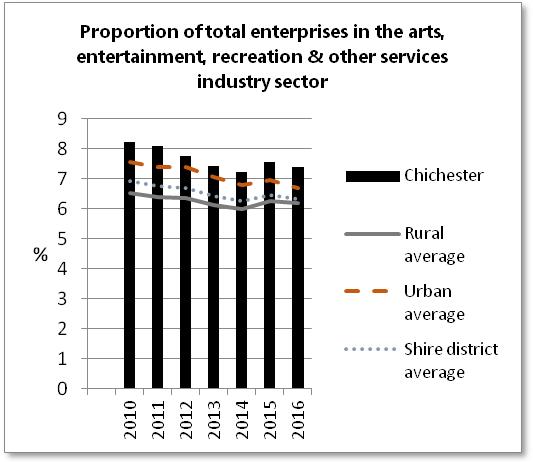 Proportion of total enterprises in the arts,
entertainment, recreation & other services
industry sector
9
8
7
6
5
4
3
2
1
0
%
2010
2011
2012
2013
2014
2015
2016
Chichester
Rural
average
Urban
average
Shire district
average